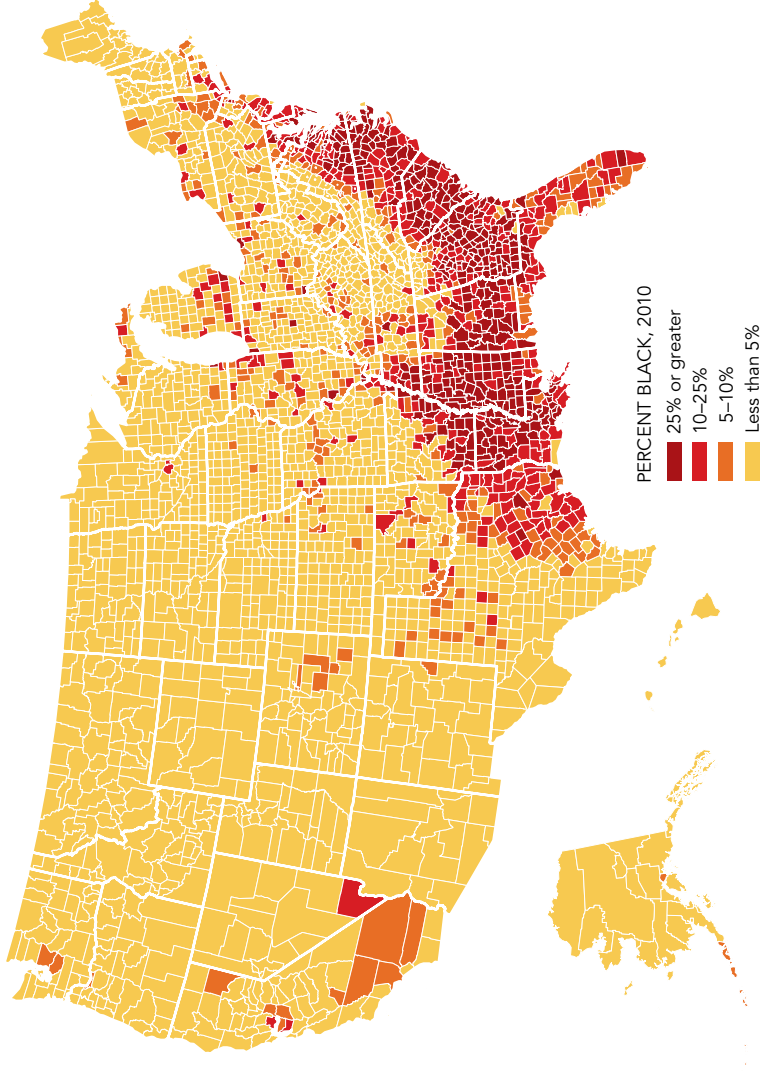 PERCENT BLACK, 2010
25% or greater
10–25%
5–10%
Less than 5%